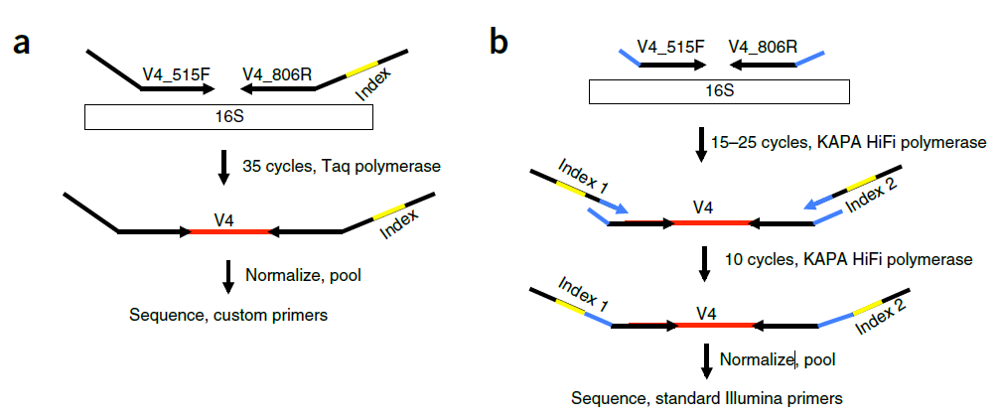 a
V4_515F V4_806R
Index
16S
35 cycles, Taq polymerase
V4
Index
Normalize, pool
Sequence, custom primers
b
V4_515F V4_806R
16S
15–25 cycles, KAPA HiFi polymerase
Index 1
Index 2
V4
10 cycles, KAPA HiFi polymerase
Index 1
V4
Index 2
Normalize, pool
Sequence, standard Illumina primers